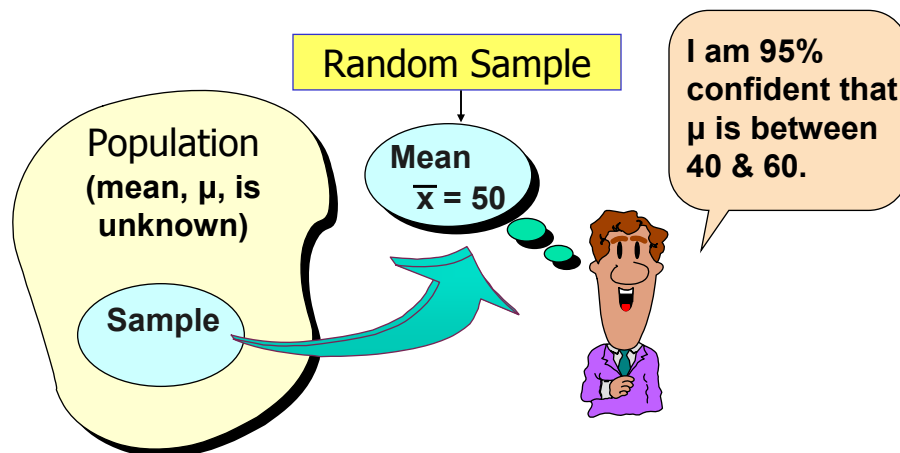 Random Sample
Population
(mean, μ, is
unknown)
Sample
Mean
x̅ = 50
I am 95%
confident that
μ is between
40 & 60.